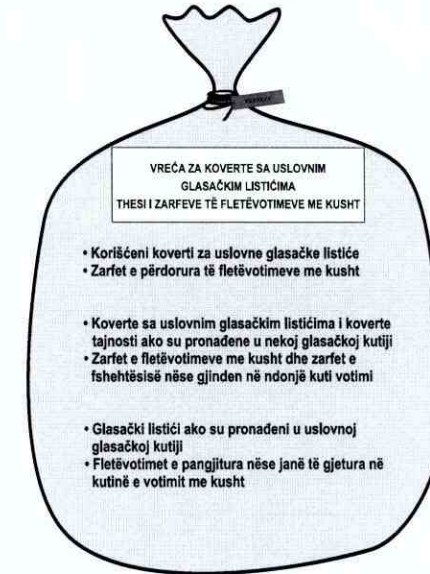 VREĆA ZA KOVERTE SA USLOVNIM
GLASAČKIM LISTIĆIMA
THESI I ZARFEVE TË FLETËVOTIMEVE ME KUSHT
• Korišćeni koverti za uslovne glasačke listiće
• Zarfet e përdorura të fletëvotimeve me kusht
• Koverte sa uslovnim glasačkim listićima i koverte
tajnosti ako su pronađene u nekoj glasačkoj kutiji
• Zarfet e fletëvotimeve me kusht dhe zarfet e
fshehtësisë nëse gjinden në ndonjë kuti votimi
• Glasački listići ako su pronađeni u uslovnoj
glasačkoj kutiji
• Fletëvotimet e pangjitura nëse janë të gjetura në
kutinë e votimit me kusht